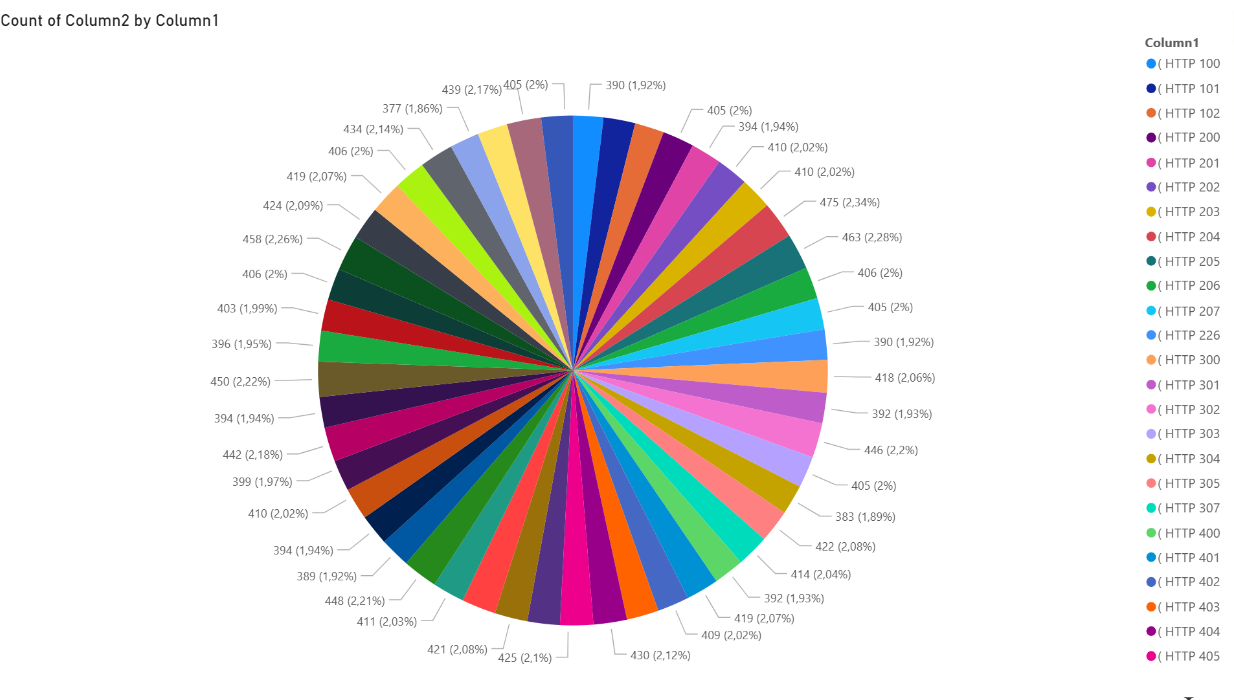 Count of Column2 by Column1
Column1
( HTTP 100
( HTTP 101
( HTTP 102
( HTTP 200
( HTTP 201
( HTTP 202
( HTTP 203
( HTTP 204
( HTTP 205
( HTTP 206
( HTTP 207
( HTTP 226
( HTTP 300
( HTTP 301
( HTTP 302
( HTTP 303
( HTTP 304
( HTTP 305
( HTTP 307
( HTTP 400
( HTTP 401
( HTTP 402
( HTTP 403
( HTTP 404
( HTTP 405
390 (1,92%)
405 (2%)
394 (1,94%)
410 (2,02%)
410 (2,02%)
475 (2,34%)
463 (2,28%)
406 (2%)
405 (2%)
390 (1,92%)
418 (2,06%)
392 (1,93%)
446 (2,2%)
405 (2%)
383 (1,89%)
422 (2,08%)
414 (2,04%)
392 (1,93%)
419 (2,07%)
409 (2,02%)
430 (2,12%)
425 (2,1%)
421 (2,08%)
411 (2,03%)
448 (2,21%)
389 (1,92%)
394 (1,94%)
410 (2,02%)
399 (1,97%)
442 (2,18%)
394 (1,94%)
450 (2,22%)
396 (1,95%)
403 (1,99%)
406 (2%)
458 (2,26%)
424 (2,09%)
419 (2,07%)
406 (2%)
434 (2,14%)
377 (1,86%)
439 (2,17%)
405 (2%)